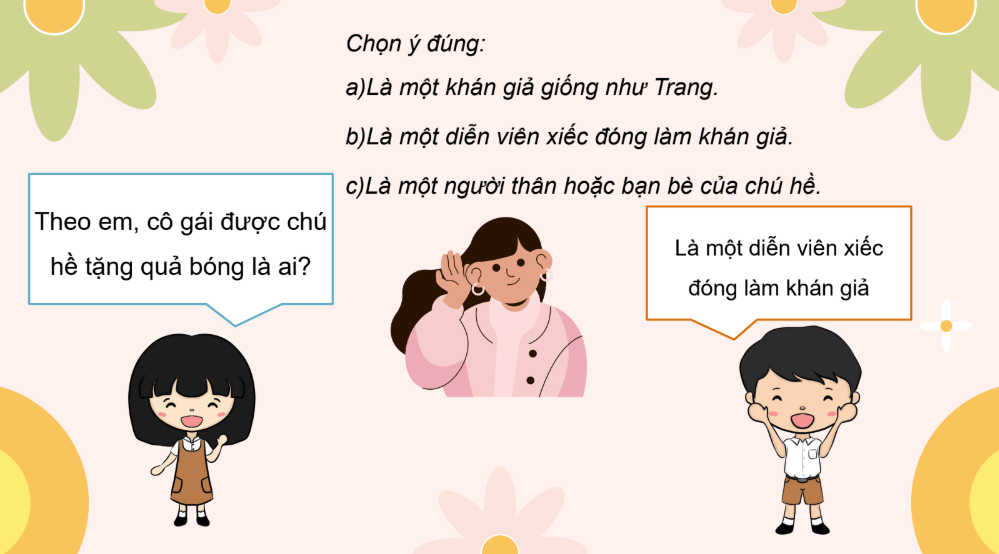 Chọn ý đúng:
a)Là một khán giả giống như Trang.
b)Là một diễn viên xiếc đóng làm khán giả.
c)Là một người thân hoặc bạn bè của chú hề.
Theo em, cô gái được chú
hề tặng quả bóng là ai?
Là một diễn viên xiếc
đóng làm khán giả